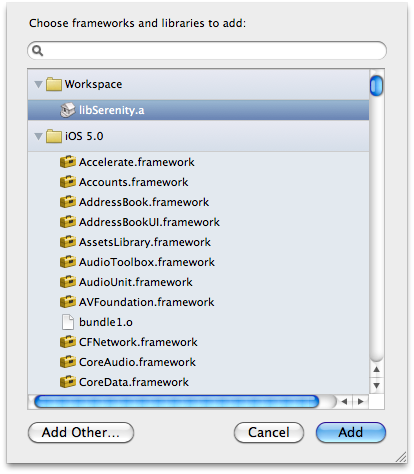 Choose frameworks and libraries to add:
Workspace
libSerenity.a
iOS 5.0
Accelerate.framework
Accounts.framework
AddressBook.framework
AddressBookUI.framework
AssetsLibrary.framework
AudioToolbox.framework
AudioUnit.framework
AVFoundation.framework
bundle1.o
CFNetwork.framework
CoreAudio.framework
CoreData.framework
Add Other... Cancel Add